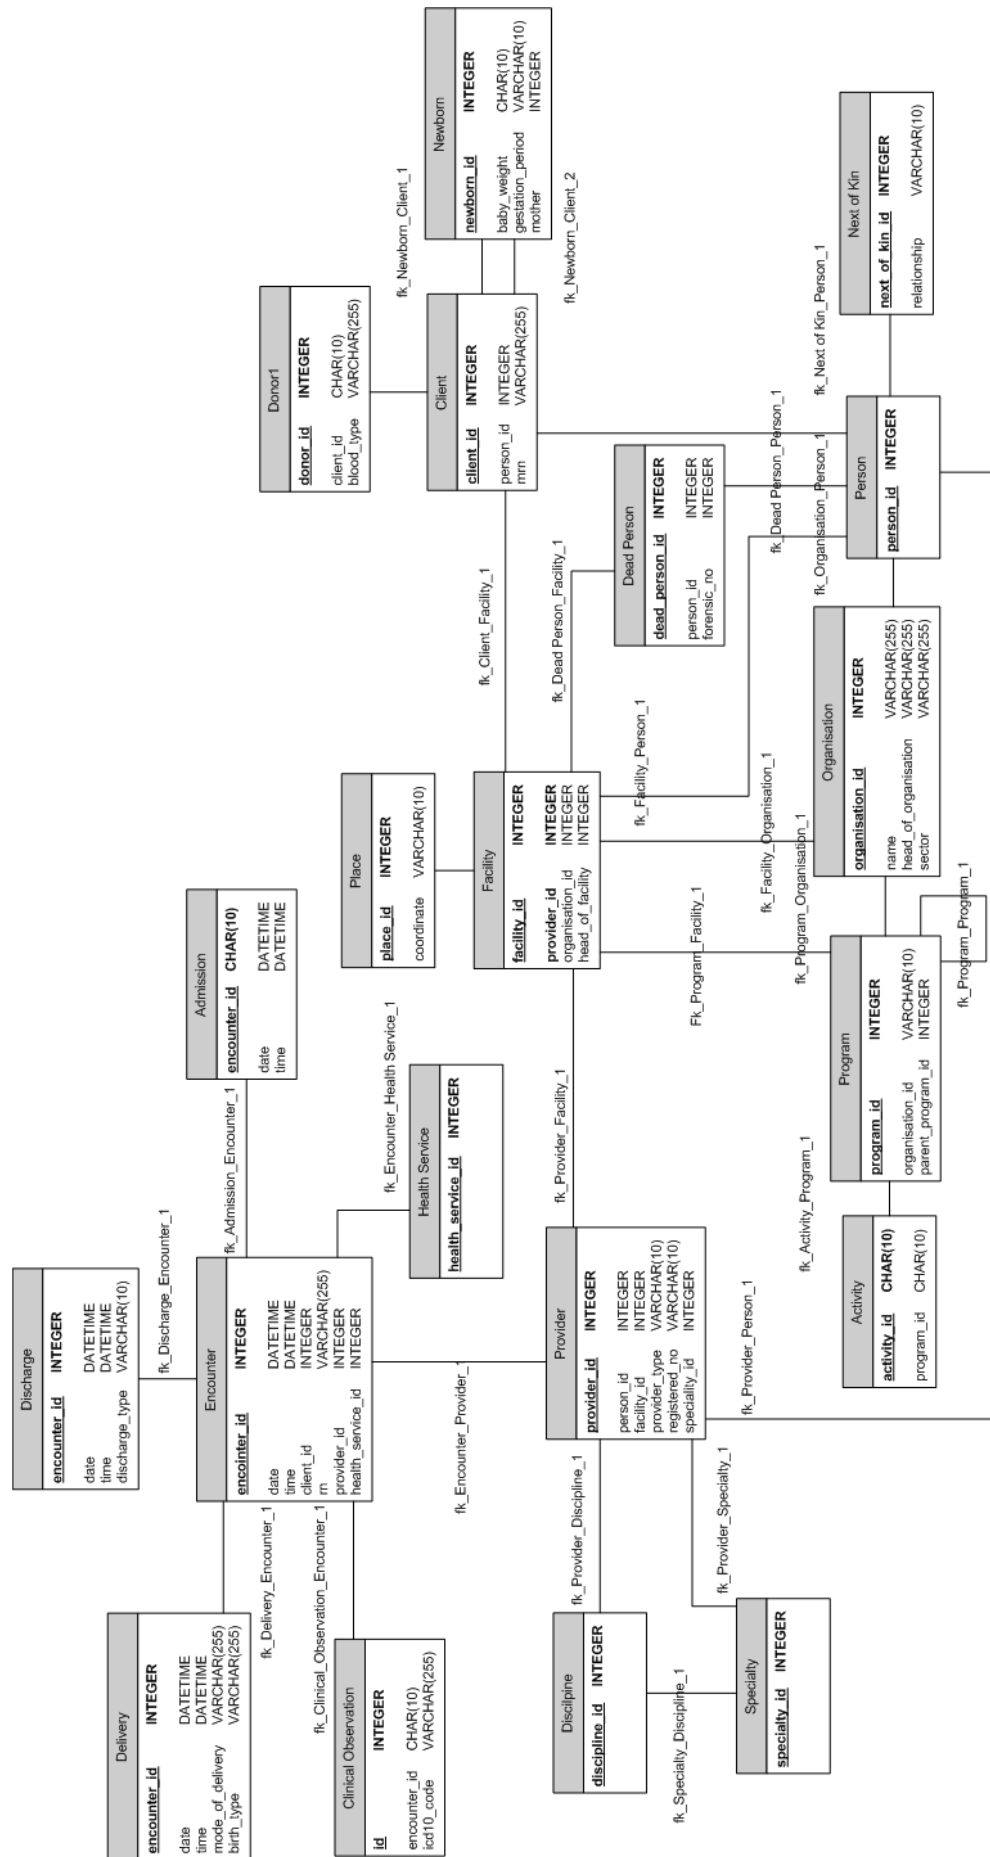 Discharge
encounter_id INTEGER
date DATETIME
time DATETIME
discharge_type VARCHAR(10)
fk_Discharge_Encounter_1
Delivery
encounter_id INTEGER
date DATETIME
time DATETIME
mode_of_delivery VARCHAR(255)
birth_type VARCHAR(255)
fk_Delivery_Encounter_1
Encounter
encointer_id INTEGER
date DATETIME
time DATETIME
client_id INTEGER
rn VARCHAR(255)
provider_id INTEGER
health_service_id INTEGER
fk_Admission_Encounter_1
Admission
encounter_id CHAR(10)
date DATETIME
time DATETIME
fk_Clinical_Observation_Encounter_1
Clinical Observation
id INTEGER
encounter_id CHAR(10)
icd10_code VARCHAR(255)
fk_Encounter_Health Service_1
Health Service
health_service_id INTEGER
fk_Encounter_Provider_1
Place
place_id INTEGER
coordinate VARCHAR(10)
Donor1
donor_id INTEGER
client_id CHAR(10)
blood_type VARCHAR(255)
fk_Newborn_Client_1
Newborn
newborn_id INTEGER
baby_weight CHAR(10)
gestation_period VARCHAR(10)
mother INTEGER
fk_Newborn_Client_2
Client
client_id INTEGER
person_id INTEGER
mrn VARCHAR(255)
fk_Client_Facility_1
Facility
facility_id INTEGER
provider_id INTEGER
organisation_id INTEGER
head_of_facility INTEGER
fk_Provider_Facility_1
fk_Dead Person_Facility_1
Provider
provider_id INTEGER
person_id INTEGER
facility_id INTEGER
provider_type VARCHAR(10)
registered_no VARCHAR(10)
speciality_id INTEGER
fk_Provider_Discipline_1
Discilpine
discipline_id INTEGER
fk_Specialty_Discipline_1
fk_Provider_Specialty_1
Specialty
specialty_id INTEGER
fk_Provider_Person_1
Dead Person
dead_person_id INTEGER
person_id INTEGER
forensic_no INTEGER
fk_Facility_Person_1
Fk_Program_Facility_1
fk_Facility_Organisation_1
fk_Program_Organisation_1
fk_Dead Person_Person_1
fk_Organisation_Person_1
fk_Next of Kin_Person_1
Activity
activity_id CHAR(10)
program_id CHAR(10)
fk_Activity_Program_1
Program
program_id INTEGER
organisation_id VARCHAR(10)
parent_program_id INTEGER
fk_Program_Program_1
Organisation
organisation_id INTEGER
name VARCHAR(255)
head_of_organisation VARCHAR(255)
sector VARCHAR(255)
Person
person_id INTEGER
Next of Kin
next_of_kin_id INTEGER
relationship VARCHAR(10)